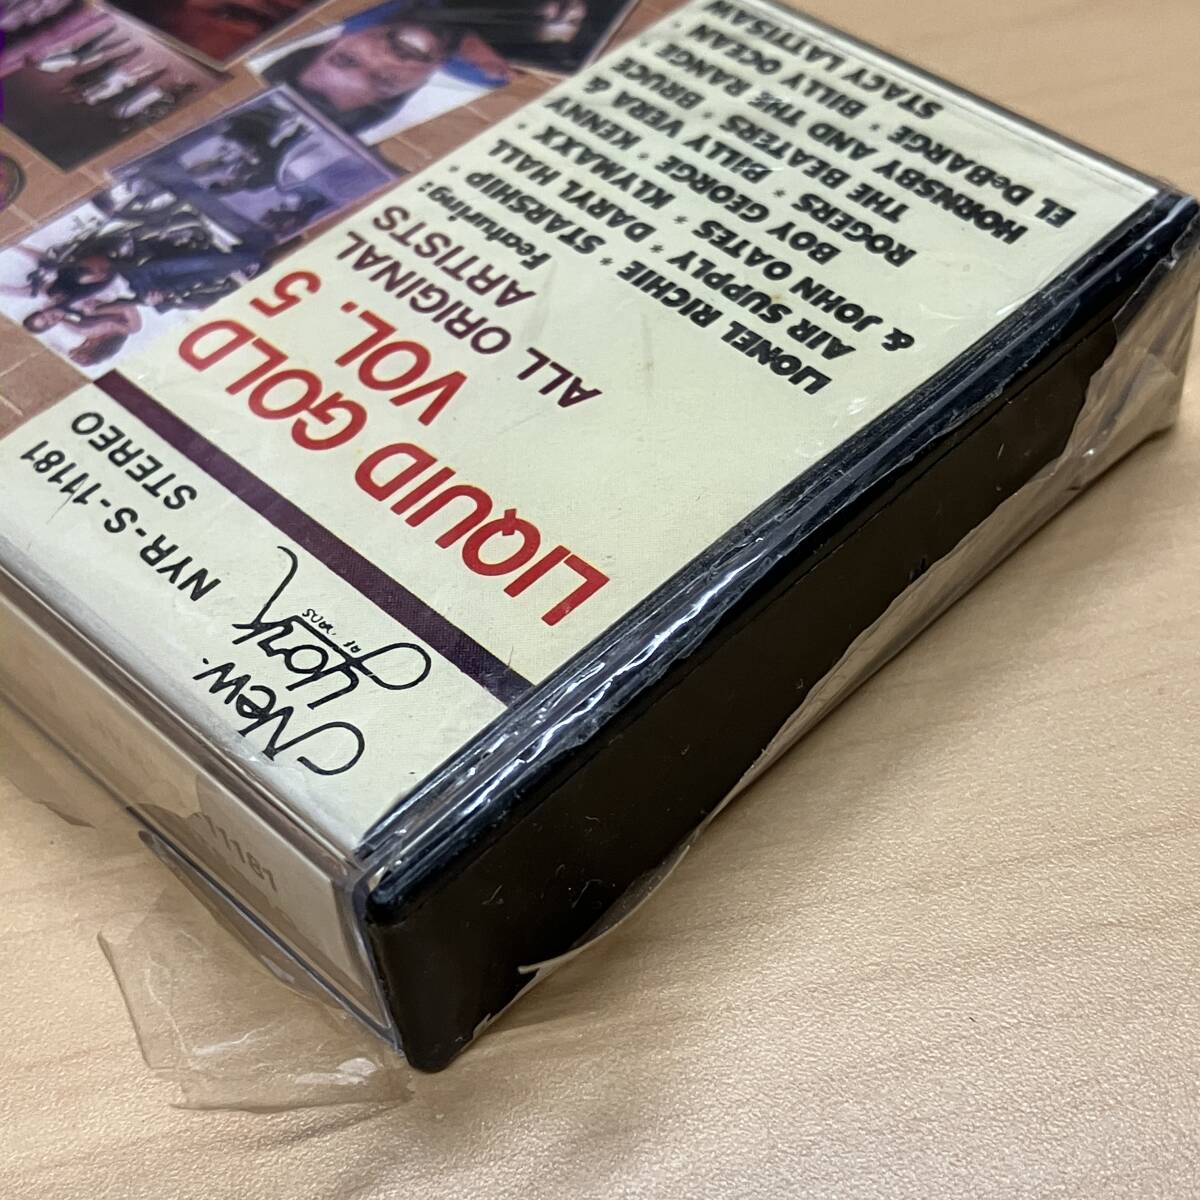 New
York
NYR-S-11181
STEREO
LIQUID GOLD
VOL. 5
ALL ORIGINAL
ARTISTS
Featuring:
LIONEL RICHIE * STARSHIP *
AIR SUPPLY * DARYL HALL
& JOHN OATES * KLYMAXX *
BOY GEORGE * KENNY
ROGERS * BILLY VERA &
THE BEATERS * BRUCE
HORNSBY AND THE RANGE *
EL DeBARGE * BILLY OCEAN
STACY LATTISAW
11181